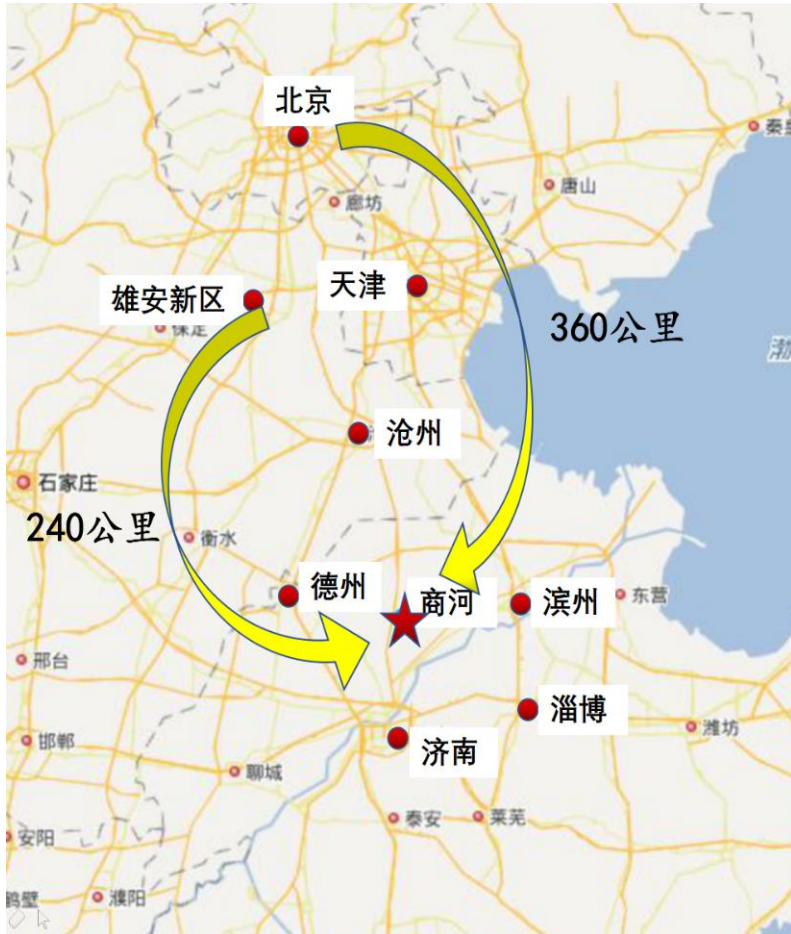 北京
秦皇
唐山
廊坊
天津
雄安新区
保定
360公里
渤
沧州
石家庄
240公里
衡水
德州
商河
滨州
东营
邢台
淄博
潍坊
邯郸
济南
聊城
泰安
莱芜
安阳
鹤壁
濮阳